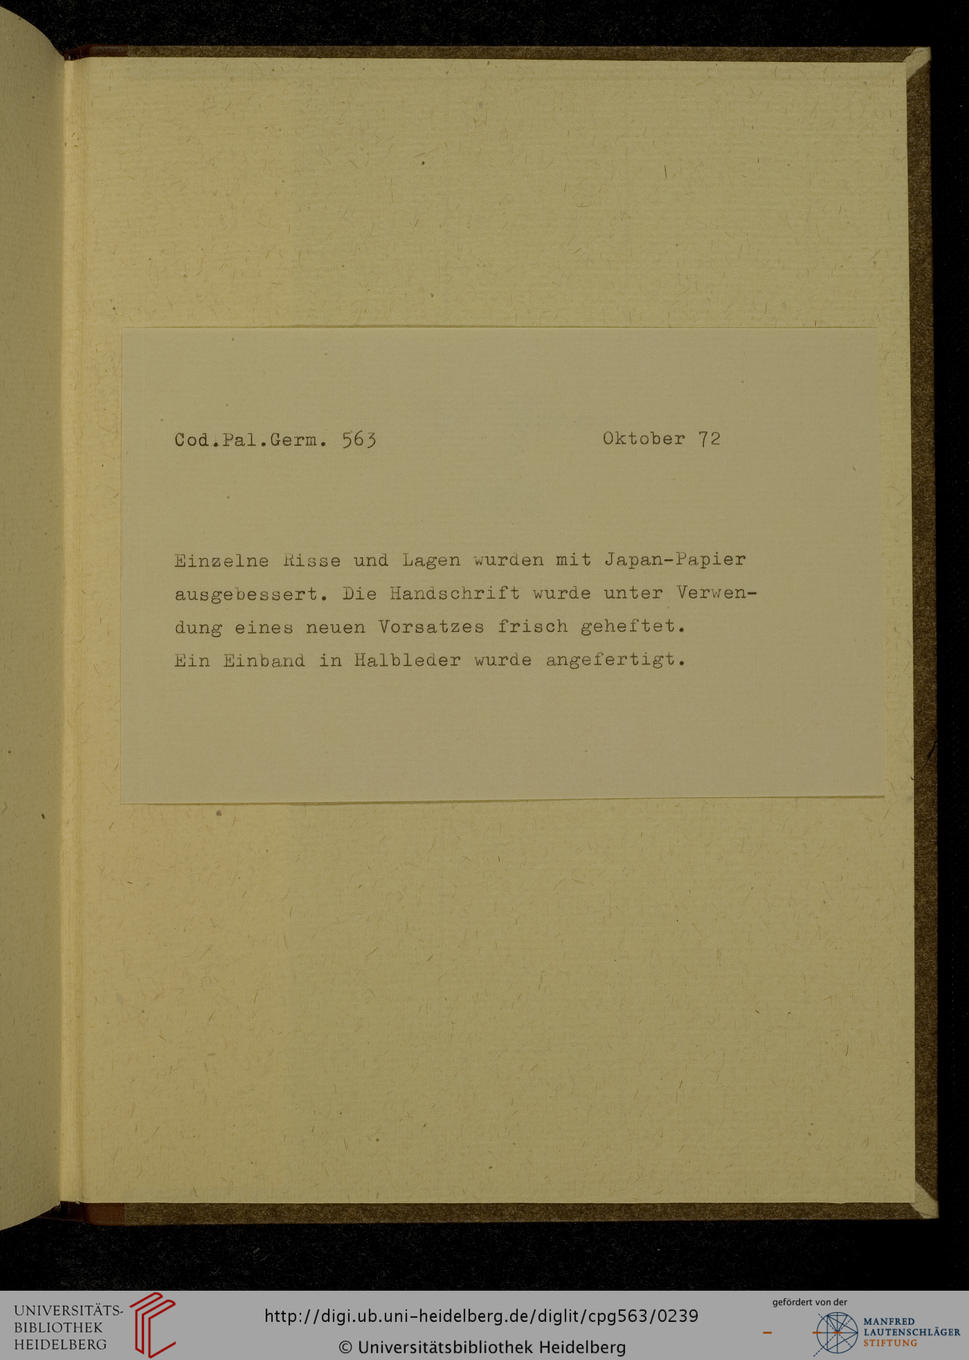 Cod.Pal.Germ. 563 Oktober 72
Einzelne Risse und Lagen wurden mit Japan-Papier
ausgebessert. Die Handschrift wurde unter Verwen-
dung eines neuen Vorsatzes frisch geheftet.
Ein Einband in Halbleder wurde angefertigt.
UNIVERSITÄTS-
BIBLIOTHEK
HEIDELBERG
http://digi.ub.uni-heidelberg.de/diglit/cpg563/0239
© Universitätsbibliothek Heidelberg
gefördert von der
MANFRED
LAUTENSCHLÄGER
STIFTUNG